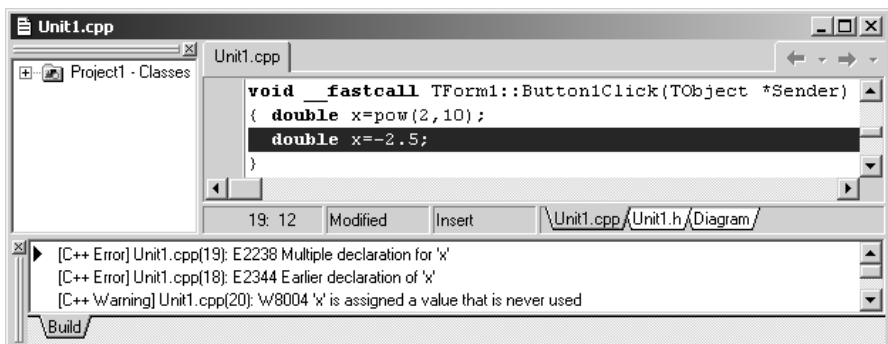 Unit1.cpp
Project1 - Classes
Unit1.cpp
void __fastcall TForm1::Button1Click(TObject *Sender)
{ double x=pow(2,10);
double x=-2.5;
}
19: 12 Modified Insert Unit1.cpp Unit1.h Diagram
[C++ Error] Unit1.cpp(19): E2238 Multiple declaration for 'x'
[C++ Error] Unit1.cpp(18): E2344 Earlier declaration of 'x'
[C++ Warning] Unit1.cpp(20): W8004 'x' is assigned a value that is never used
Build